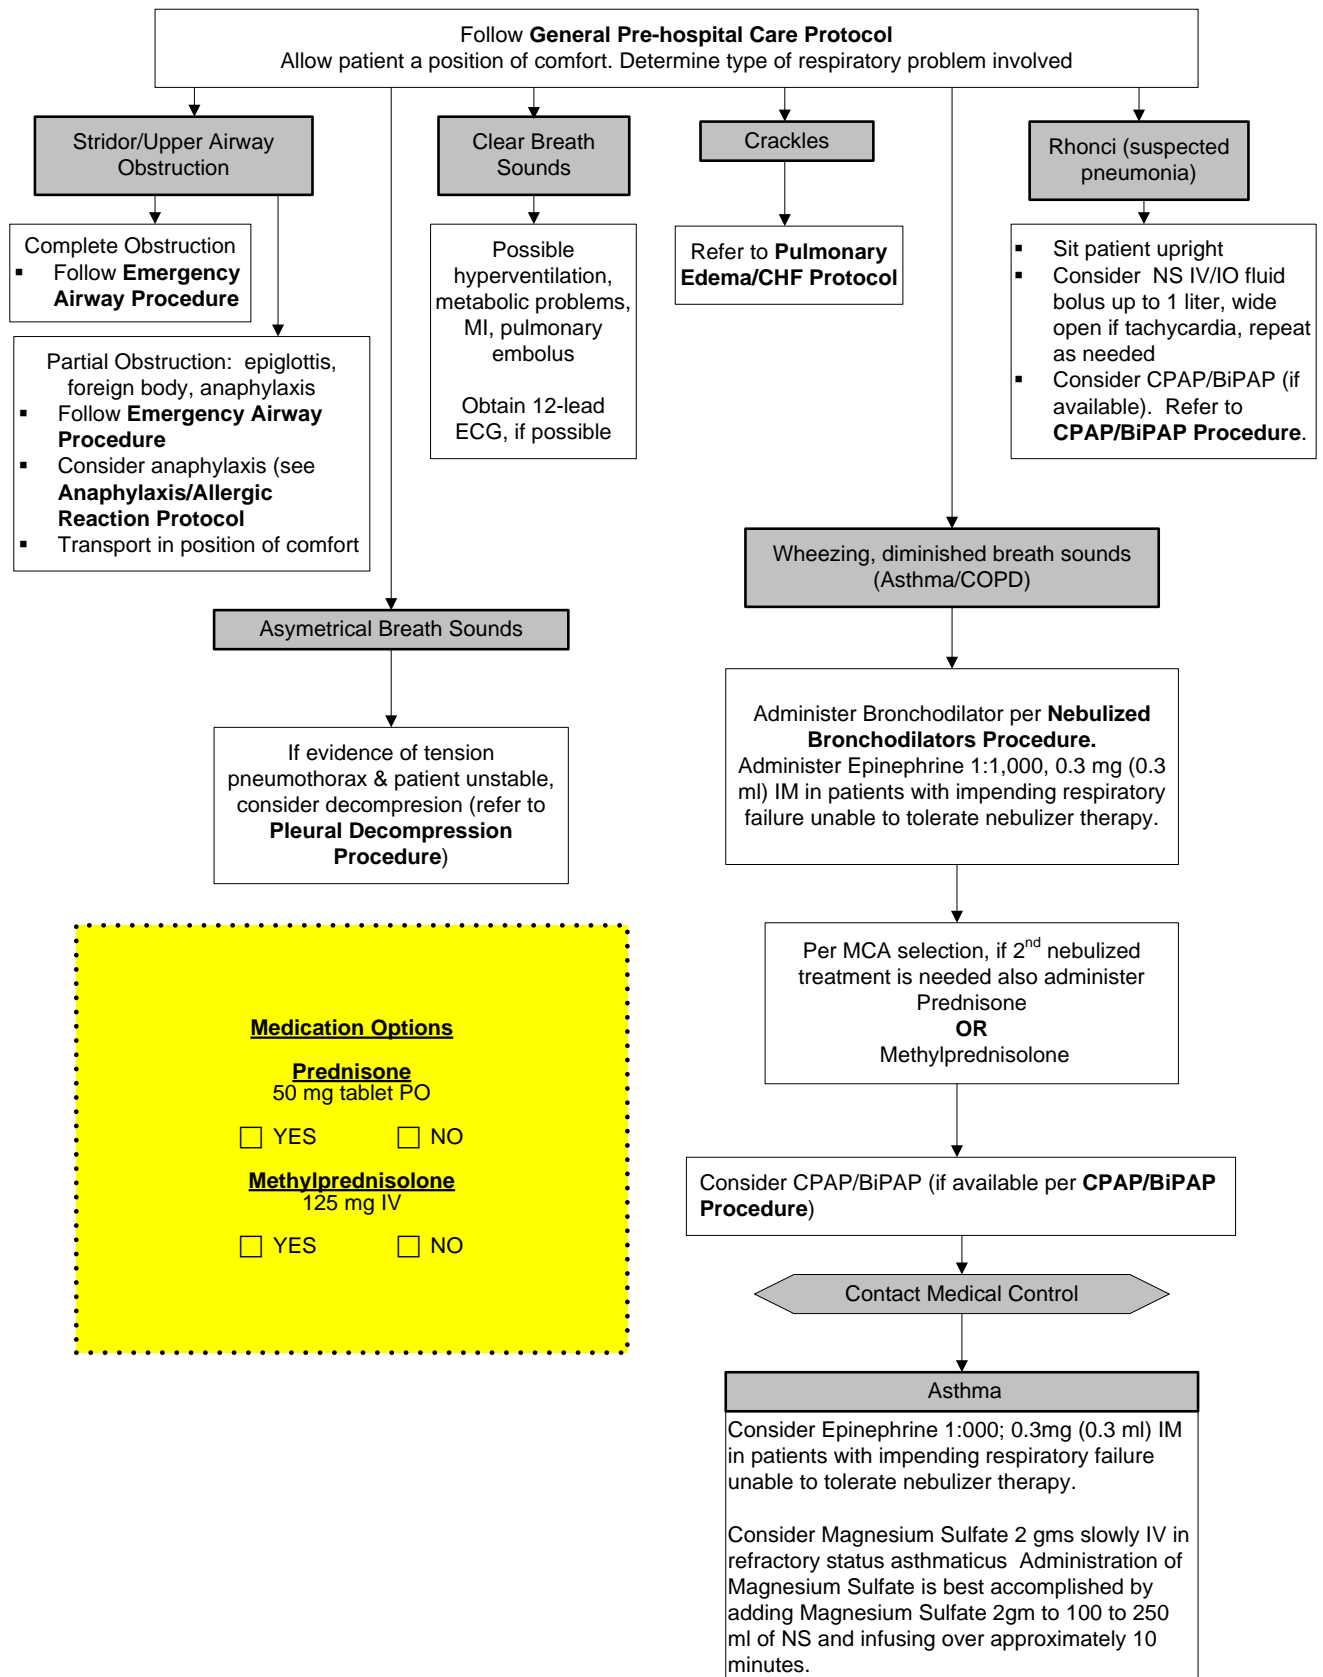 Follow General Pre-hospital Care Protocol
Allow patient a position of comfort. Determine type of respiratory problem involved
Stridor/Upper Airway
Obstruction
Complete Obstruction
▪ Follow Emergency
Airway Procedure
Partial Obstruction: epiglottis,
foreign body, anaphylaxis
▪ Follow Emergency Airway
Procedure
▪ Consider anaphylaxis (see
Anaphylaxis/Allergic
Reaction Protocol
▪ Transport in position of comfort
Asymetrical Breath Sounds
If evidence of tension
pneumothorax & patient unstable,
consider decompresion (refer to
Pleural Decompression
Procedure)
Clear Breath
Sounds
Possible
hyperventilation,
metabolic problems,
MI, pulmonary
embolus
Obtain 12-lead
ECG, if possible
Crackles
Refer to Pulmonary
Edema/CHF Protocol
Rhonci (suspected
pneumonia)
▪ Sit patient upright
▪ Consider NS IV/IO fluid
bolus up to 1 liter, wide
open if tachycardia, repeat
as needed
▪ Consider CPAP/BiPAP (if
available). Refer to
CPAP/BiPAP Procedure.
Wheezing, diminished breath sounds
(Asthma/COPD)
Administer Bronchodilator per Nebulized
Bronchodilators Procedure.
Administer Epinephrine 1:1,000, 0.3 mg (0.3
ml) IM in patients with impending respiratory
failure unable to tolerate nebulizer therapy.
Per MCA selection, if 2nd nebulized
treatment is needed also administer
Prednisone
OR
Methylprednisolone
Consider CPAP/BiPAP (if available per CPAP/BiPAP
Procedure)
Contact Medical Control
Asthma
Consider Epinephrine 1:000; 0.3mg (0.3 ml) IM
in patients with impending respiratory failure
unable to tolerate nebulizer therapy.
Consider Magnesium Sulfate 2 gms slowly IV in
refractory status asthmaticus Administration of
Magnesium Sulfate is best accomplished by
adding Magnesium Sulfate 2gm to 100 to 250
ml of NS and infusing over approximately 10
minutes.
Medication Options
Prednisone
50 mg tablet PO
☐ YES ☐ NO
Methylprednisolone
125 mg IV
☐ YES ☐ NO